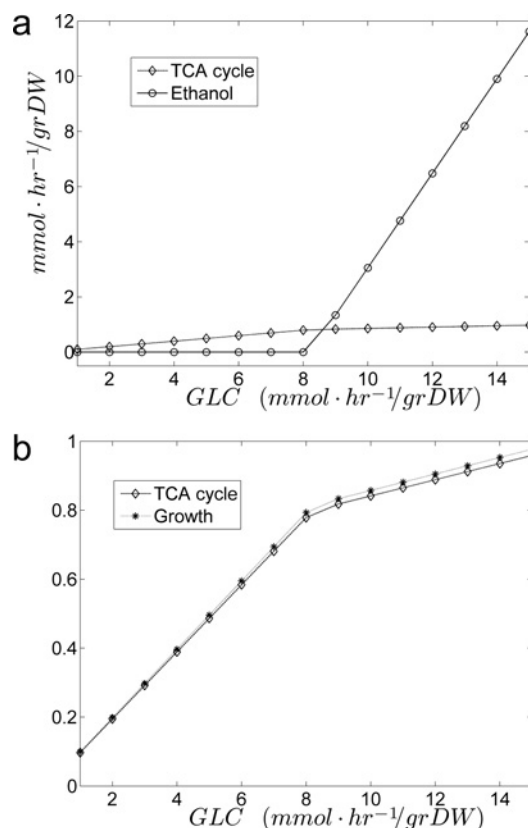 a
12
10
8
6
4
2
0
mmol · hr⁻¹/grDW
TCA cycle
Ethanol
2 4 6 8 10 12 14
GLC (mmol · hr⁻¹/grDW)
b
1
0.8
0.6
0.4
0.2
0
TCA cycle
Growth
2 4 6 8 10 12 14
GLC (mmol · hr⁻¹/grDW)